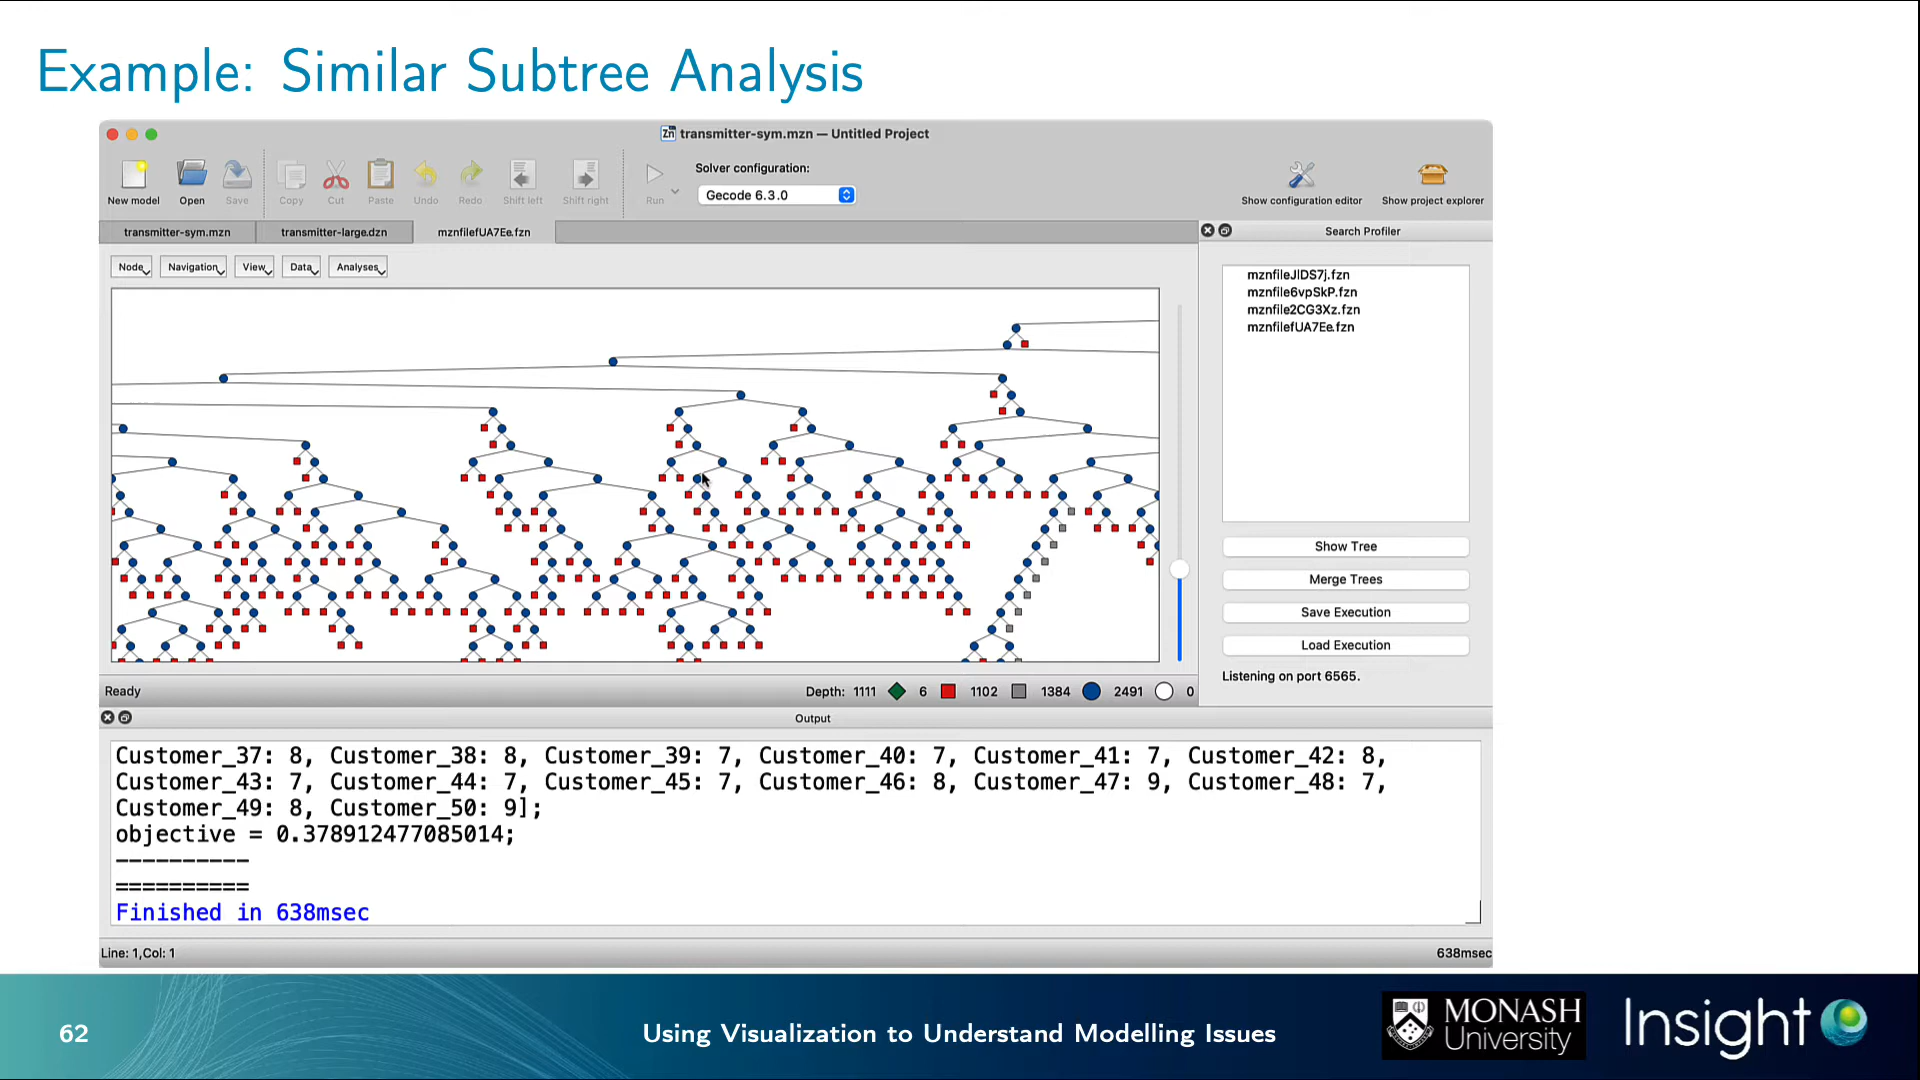 Example: Similar Subtree Analysis
Zn transmitter-sym.mzn — Untitled Project
New model Open Save Copy Cut Paste Undo Redo Shift left Shift right Run
Solver configuration:
Gecode 6.3.0
Show configuration editor Show project explorer
transmitter-sym.mzn transmitter-large.dzn mznfilefUA7Ee.fzn
Search Profiler
Node Navigation View Data Analyses
mznfileJIDS7j.fzn
mznfile6vpSkP.fzn
mznfile2CG3Xz.fzn
mznfilefUA7Ee.fzn
Show Tree
Merge Trees
Save Execution
Load Execution
Listening on port 6565.
Ready Depth: 1111 6 1102 1384 2491 0
Output
Customer_37: 8, Customer_38: 8, Customer_39: 7, Customer_40: 7, Customer_41: 7, Customer_42: 8,
Customer_43: 7, Customer_44: 7, Customer_45: 7, Customer_46: 8, Customer_47: 9, Customer_48: 7,
Customer_49: 8, Customer_50: 9];
objective = 0.378912477085014;
----------
==========
Finished in 638msec
Line: 1,Col: 1 638msec
62
Using Visualization to Understand Modelling Issues
MONASH
University
Insight